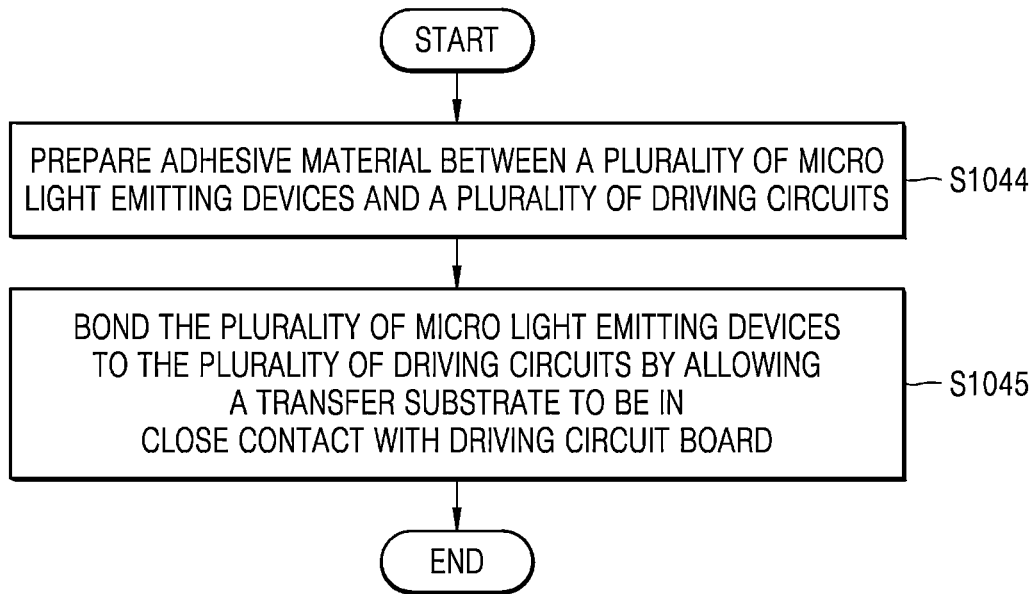 START
PREPARE ADHESIVE MATERIAL BETWEEN A PLURALITY OF MICRO
LIGHT EMITTING DEVICES AND A PLURALITY OF DRIVING CIRCUITS
S1044
BOND THE PLURALITY OF MICRO LIGHT EMITTING DEVICES
TO THE PLURALITY OF DRIVING CIRCUITS BY ALLOWING
A TRANSFER SUBSTRATE TO BE IN
CLOSE CONTACT WITH DRIVING CIRCUIT BOARD
S1045
END